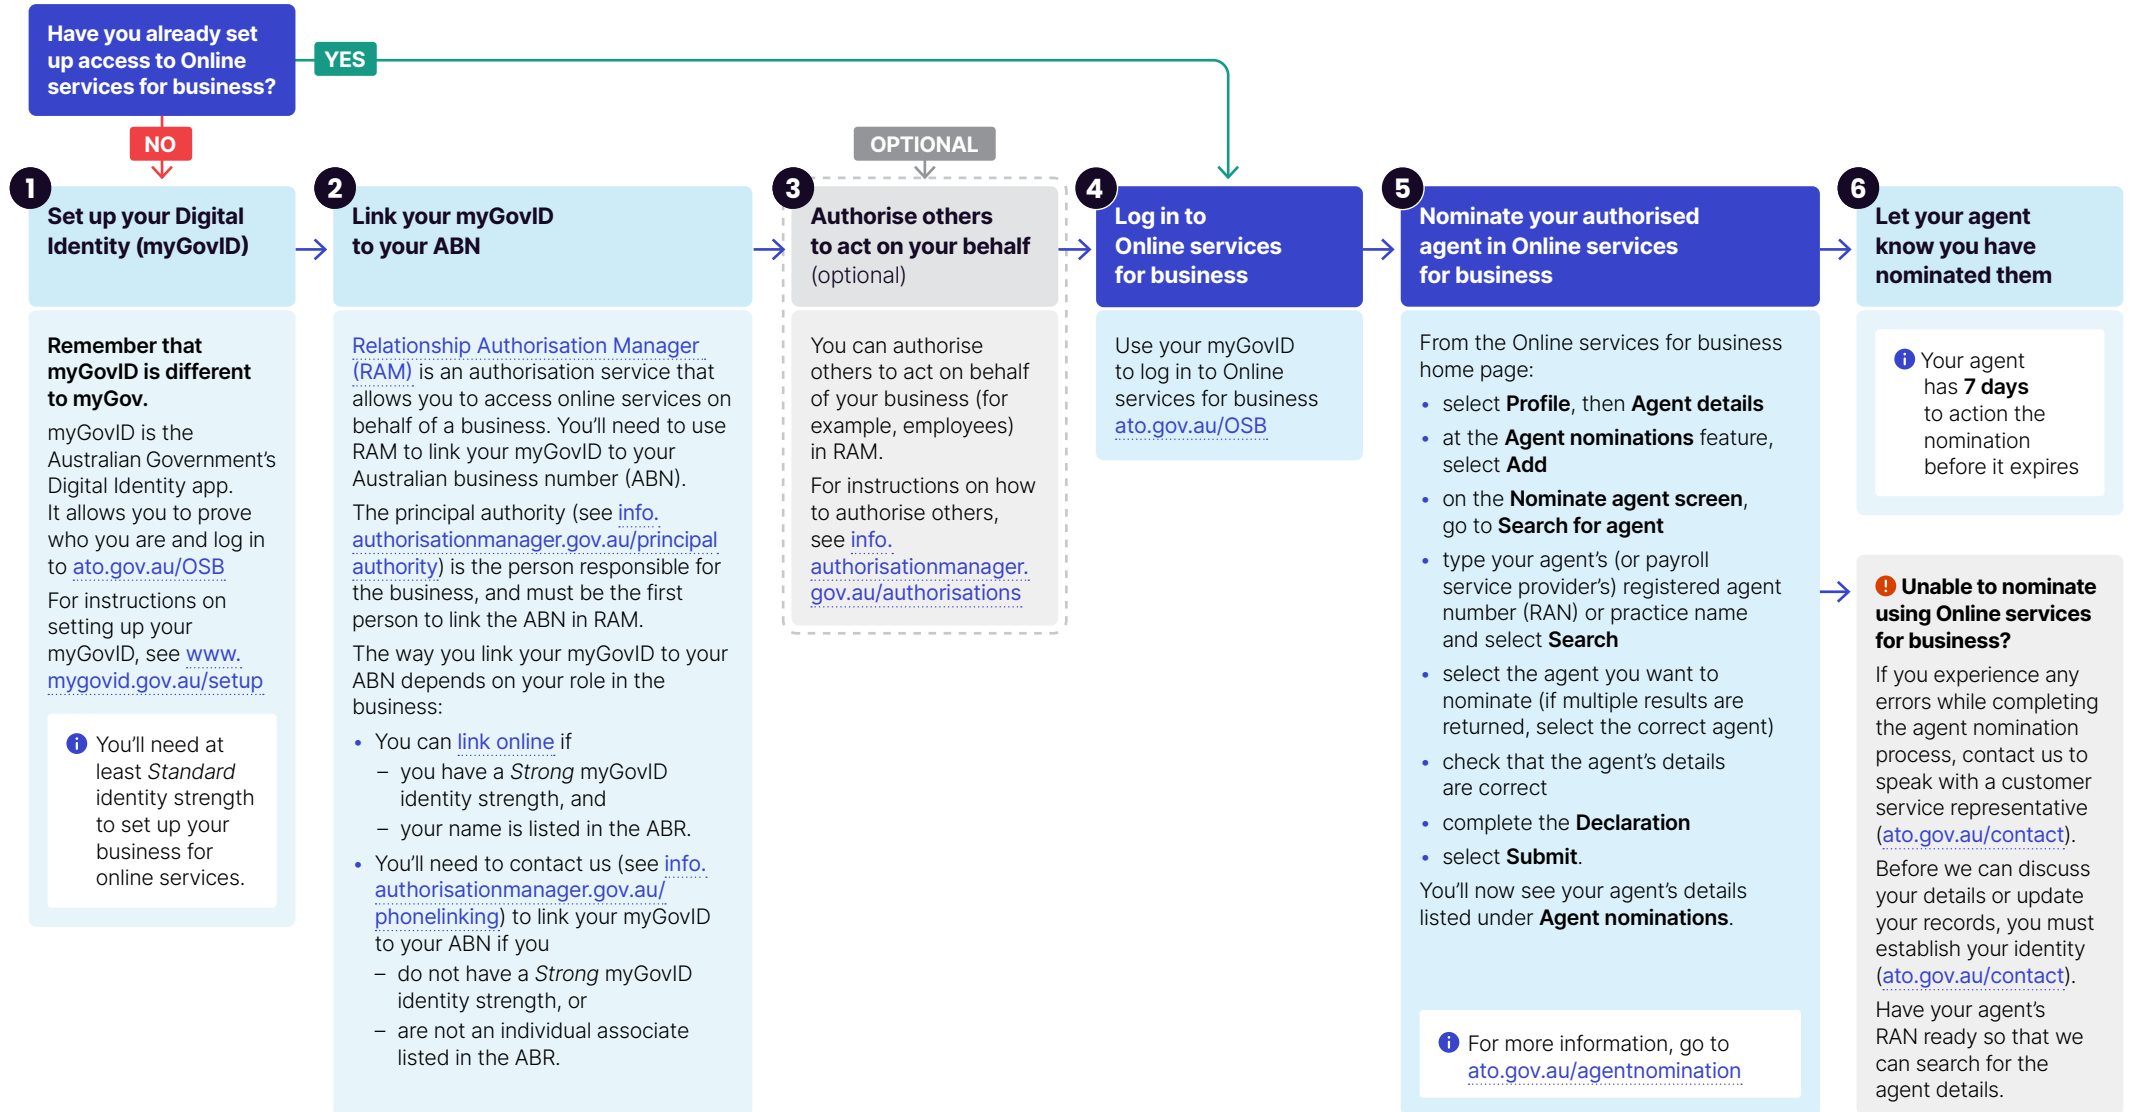 Have you already set
up access to Online
services for business?
YES
NO
OPTIONAL
1
Set up your Digital
Identity (myGovID)
Remember that
myGovID is different
to myGov.
myGovID is the
Australian Government’s
Digital Identity app.
It allows you to prove
who you are and log in
to ato.gov.au/OSB
For instructions on
setting up your
myGovID, see www.
mygovid.gov.au/setup
You’ll need at
least Standard
identity strength
to set up your
business for
online services.
2
Link your myGovID
to your ABN
Relationship Authorisation Manager
(RAM) is an authorisation service that
allows you to access online services on
behalf of a business. You’ll need to use
RAM to link your myGovID to your
Australian business number (ABN).
The principal authority (see info.
authorisationmanager.gov.au/principal
authority) is the person responsible for
the business, and must be the first
person to link the ABN in RAM.
The way you link your myGovID to your
ABN depends on your role in the
business:
• You can link online if
– you have a Strong myGovID
identity strength, and
– your name is listed in the ABR.
• You’ll need to contact us (see info.
authorisationmanager.gov.au/
phonelinking) to link your myGovID
to your ABN if you
– do not have a Strong myGovID
identity strength, or
– are not an individual associate
listed in the ABR.
3
Authorise others
to act on your behalf
(optional)
You can authorise
others to act on behalf
of your business (for
example, employees)
in RAM.
For instructions on how
to authorise others,
see info.
authorisationmanager.
gov.au/authorisations
4
Log in to
Online services
for business
Use your myGovID
to log in to Online
services for business
ato.gov.au/OSB
5
Nominate your authorised
agent in Online services
for business
From the Online services for business
home page:
• select Profile, then Agent details
• at the Agent nominations feature,
select Add
• on the Nominate agent screen,
go to Search for agent
• type your agent’s (or payroll
service provider’s) registered agent
number (RAN) or practice name
and select Search
• select the agent you want to
nominate (if multiple results are
returned, select the correct agent)
• check that the agent’s details
are correct
• complete the Declaration
• select Submit.
You’ll now see your agent’s details
listed under Agent nominations.
For more information, go to
ato.gov.au/agentnomination
6
Let your agent
know you have
nominated them
Your agent
has 7 days
to action the
nomination
before it expires
Unable to nominate
using Online services
for business?
If you experience any
errors while completing
the agent nomination
process, contact us to
speak with a customer
service representative
(ato.gov.au/contact).
Before we can discuss
your details or update
your records, you must
establish your identity
(ato.gov.au/contact).
Have your agent’s
RAN ready so that we
can search for the
agent details.